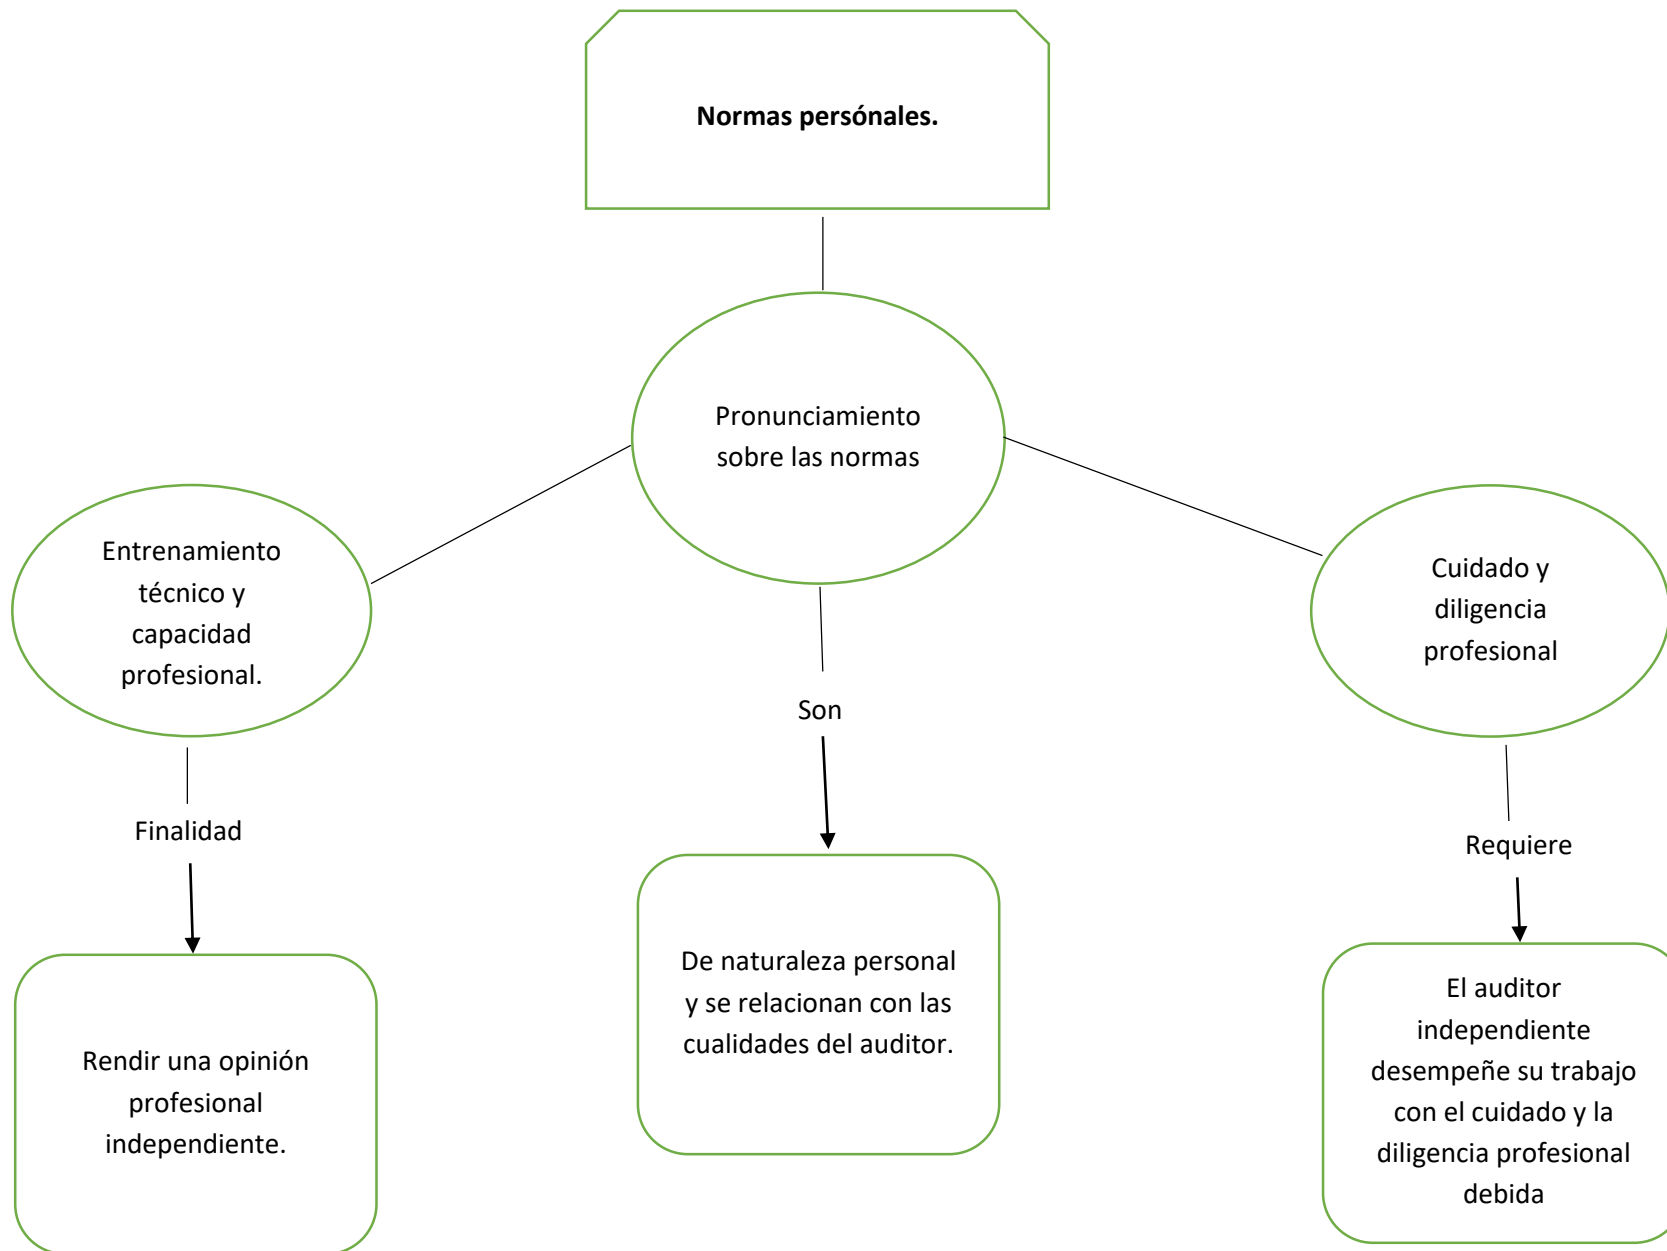 Normas persónales.
Pronunciamiento
sobre las normas
Entrenamiento
técnico y
capacidad
profesional.
Cuidado y
diligencia
profesional
Son
Finalidad
Requiere
De naturaleza personal
y se relacionan con las
cualidades del auditor.
Rendir una opinión
profesional
independiente.
El auditor
independiente
desempeñe su trabajo
con el cuidado y la
diligencia profesional
debida